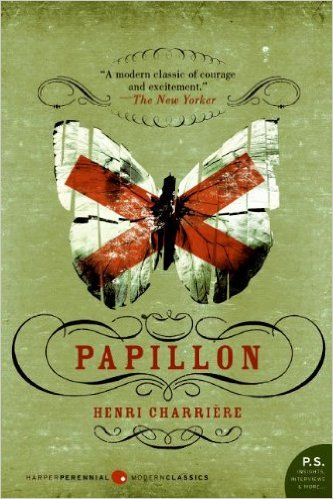 “A modern classic of courage
and excitement.”
—The New Yorker
PAPILLON
HENRI CHARRIÈRE
HARPERPERENNIAL MODERNCLASSICS
P.S.
INSIGHTS,
INTERVIEWS
& MORE...